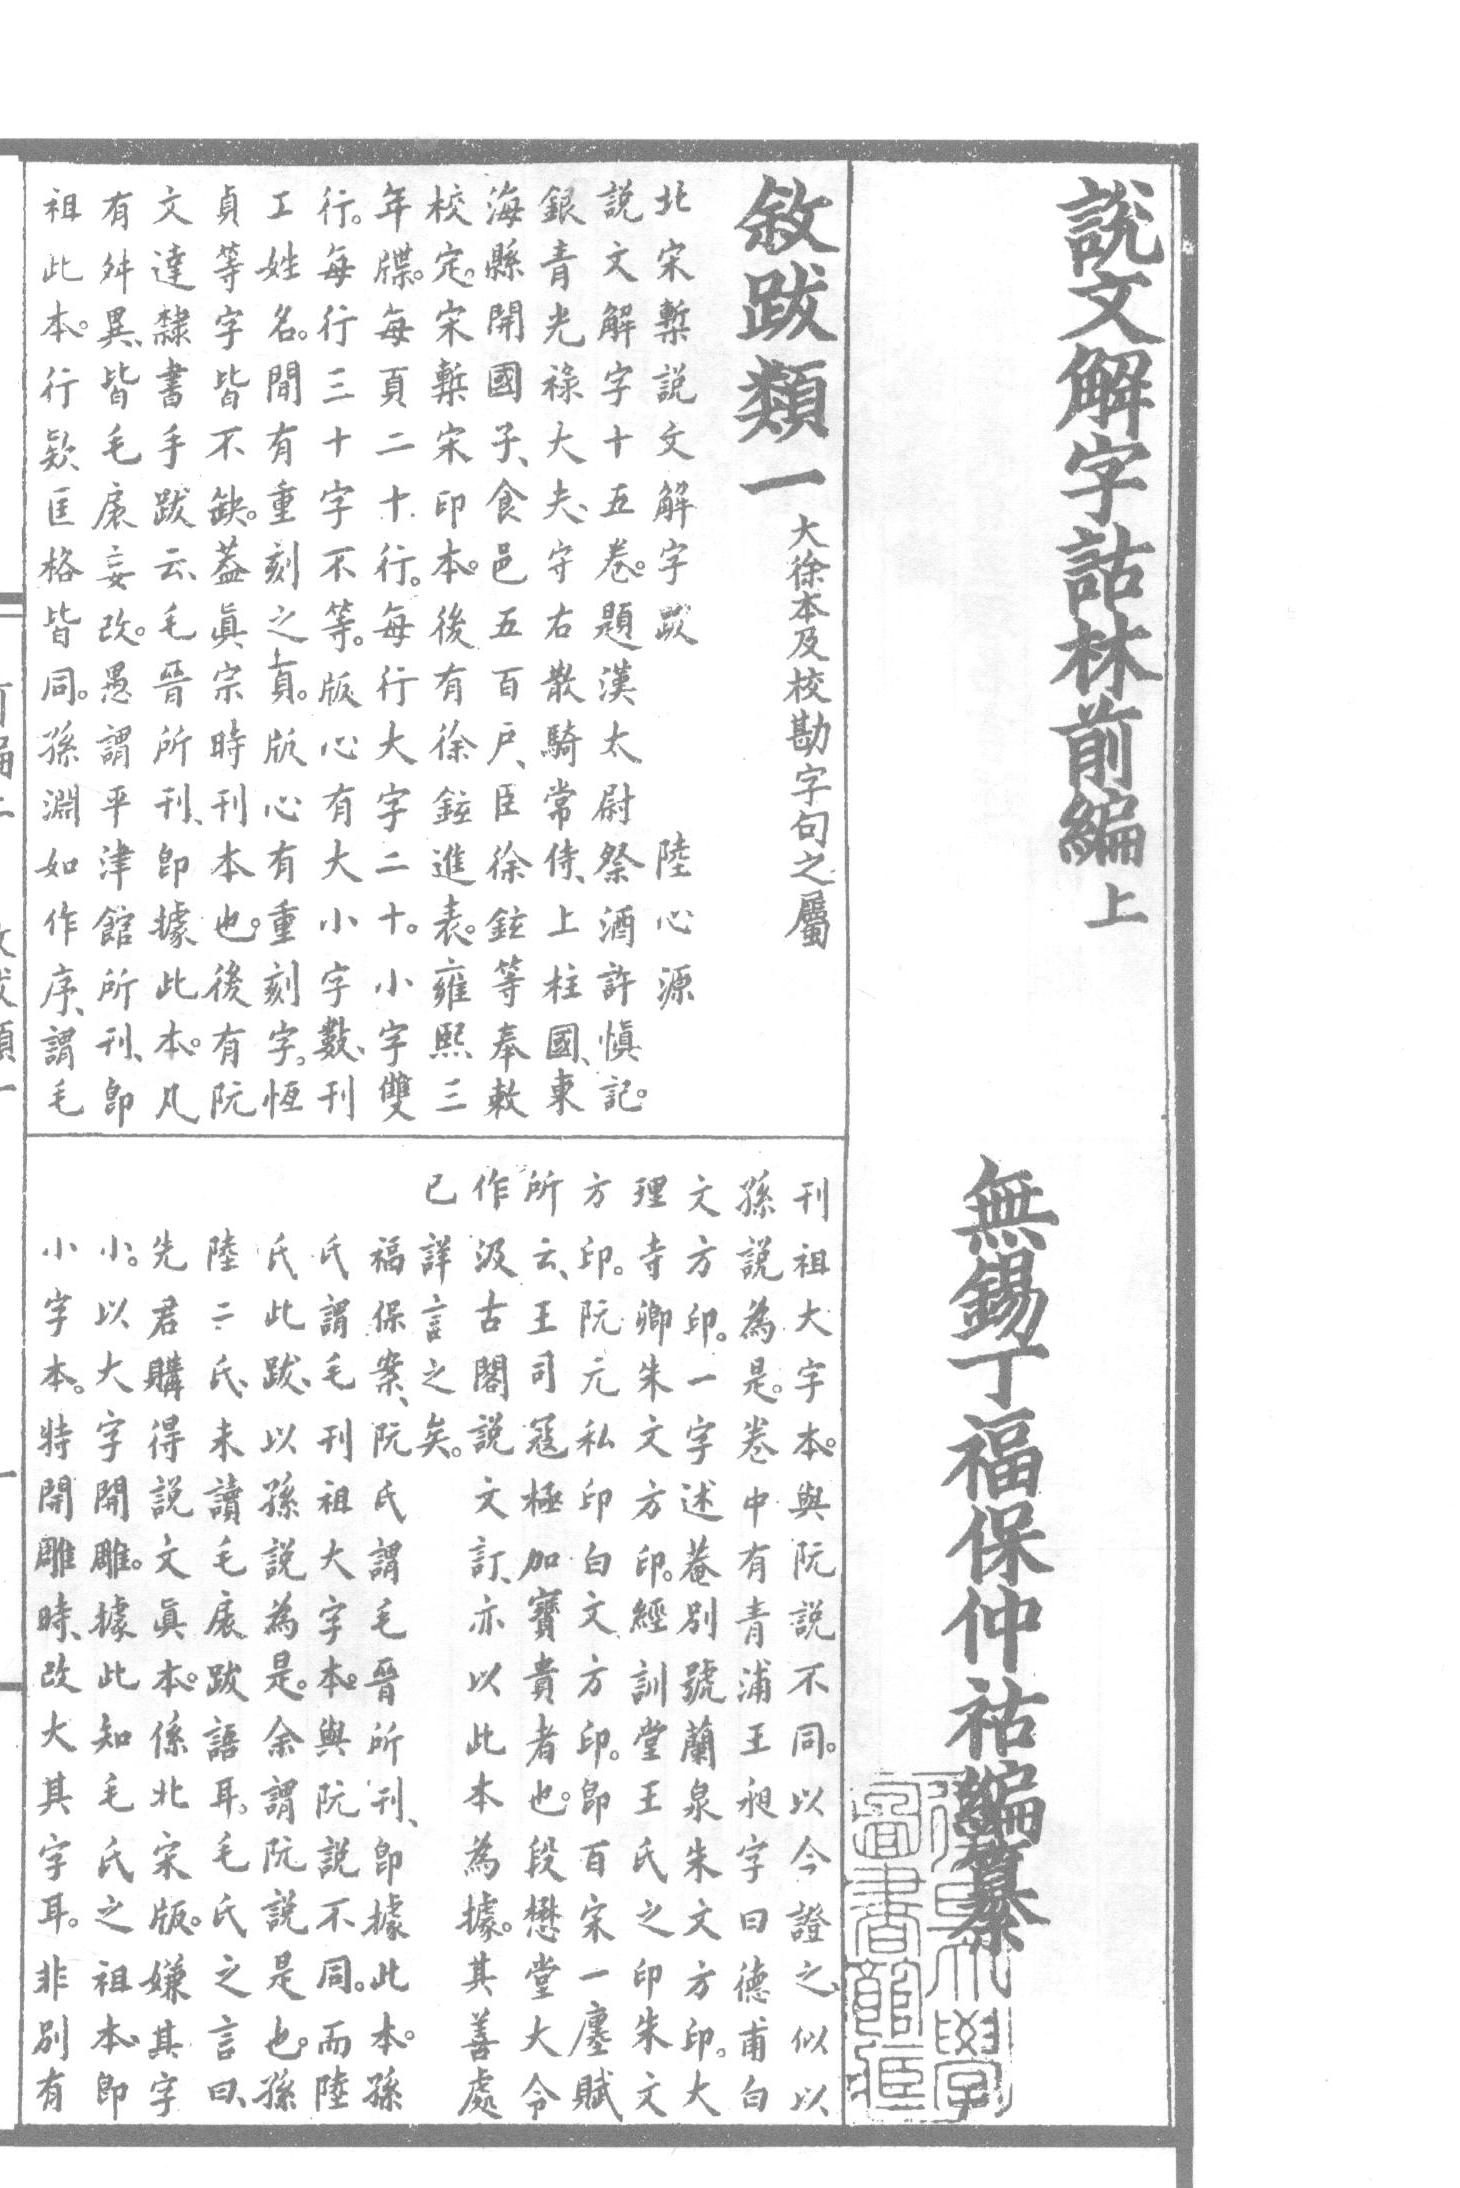 說文解字詁林前編上
無錫丁福保仲祜編纂
敘跋類一 大徐本及校勘字句之屬
北宋槧說文解字跋 陸心源
說文解字十五卷。題漢太尉祭酒許慎記。
銀青光祿大夫、守右散騎常侍、上柱國、東
海縣開國子、食邑五百戶、臣徐鉉等奉敕
校定。宋槧宋印本。後有徐鉉進表。雍熙三
年牒。每頁二十行。每行大字二十。小字雙
行。每行三十字不等。版心有大小字數、刊
工姓名。間有重刻之頁。版心有重刻字。恆
貞等字皆不缺。蓋眞宗時刊本也。後有阮
文達隸書手跋云、毛晉所刊、即據此本。凡
有舛異、皆毛扆妄改。愚謂平津館所刊、即
祖此本。行款匡格皆同。孫淵如作序、謂毛
刊祖大字本。與阮說不同。以今證之、似以
孫說為是。卷中有青浦王昶字曰德甫白
文方印。一字述菴別號蘭泉朱文方印。大
理寺卿朱文方印。經訓堂王氏之印朱文
方印。阮元私印白文方印。即百宋一廛賦
所云、王司寇極加寶貴者也。段懋堂大令
作汲古閣說文訂、亦以此本為據。其善處
已詳言之矣。
福保案、阮氏謂毛晉所刊、即據此本。孫
氏謂毛刊祖大字本。與阮說不同。而陸
氏此跋、以孫說為是。余謂阮說是也。孫
陸二氏、未讀毛扆跋語耳。毛氏之言曰、
先君購得說文眞本。係北宋版。嫌其字
小。以大字開雕。據此知毛氏之祖本、即
小字本。特開雕時、改大其字耳。非別有